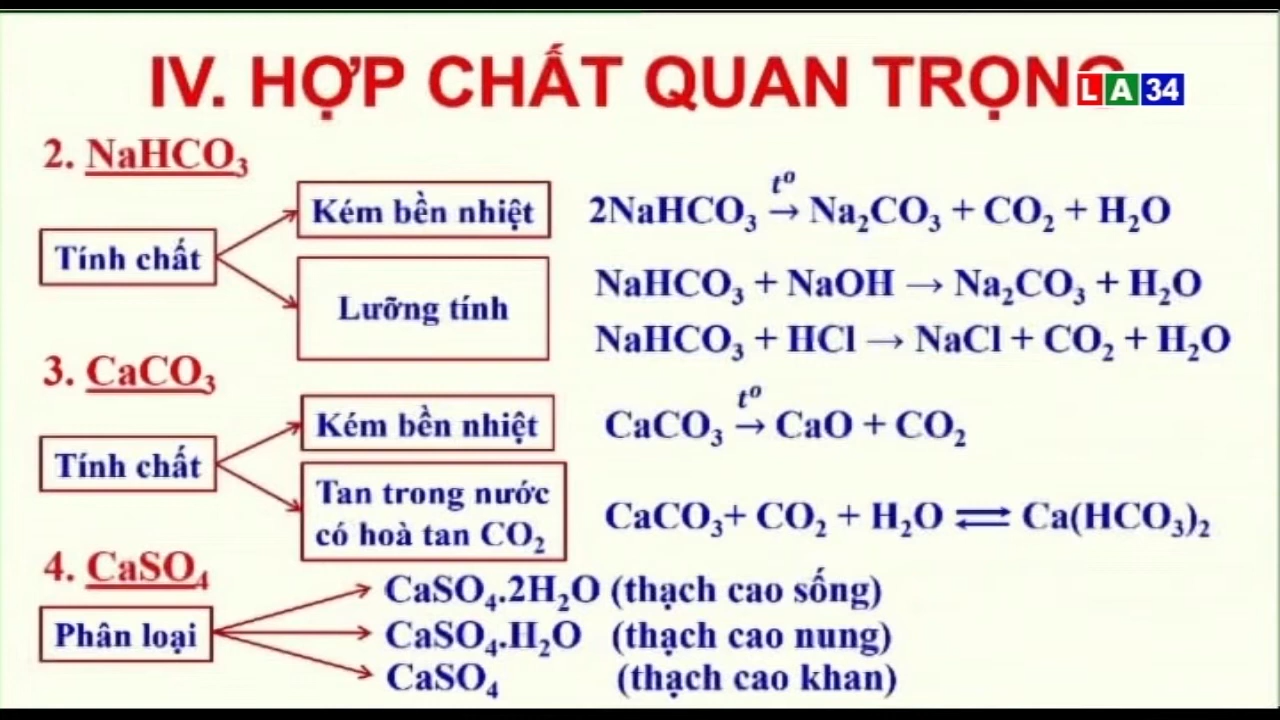 IV. HỢP CHẤT QUAN TRỌNG
LA34
2. NaHCO₃
Tính chất
Kém bền nhiệt
2NaHCO₃ →(tº) Na₂CO₃ + CO₂ + H₂O
Lưỡng tính
NaHCO₃ + NaOH → Na₂CO₃ + H₂O
NaHCO₃ + HCl → NaCl + CO₂ + H₂O
3. CaCO₃
Tính chất
Kém bền nhiệt
CaCO₃ →(tº) CaO + CO₂
Tan trong nước
có hoà tan CO₂
CaCO₃+ CO₂ + H₂O ⇌ Ca(HCO₃)₂
4. CaSO₄
Phân loại
CaSO₄.2H₂O (thạch cao sống)
CaSO₄.H₂O (thạch cao nung)
CaSO₄ (thạch cao khan)